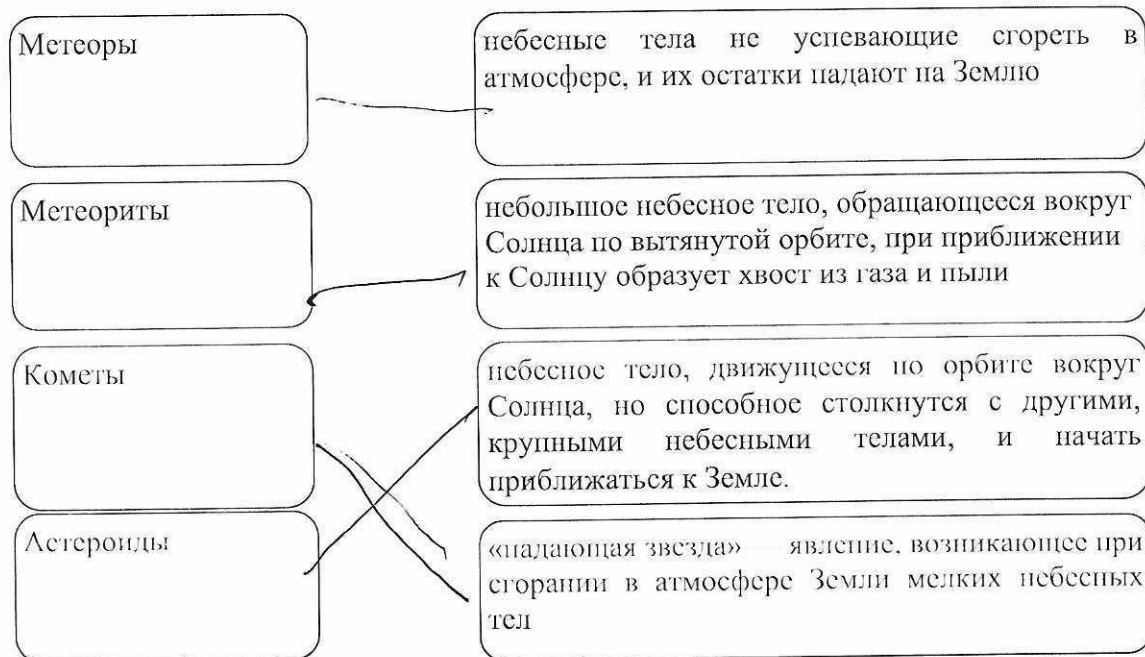 Метеоры
небесные тела не успевающие сгореть в
атмосфере, и их остатки падают на Землю
Метеориты
небольшое небесное тело, обращающееся вокруг
Солнца по вытянутой орбите, при приближении
к Солнцу образует хвост из газа и пыли
Кометы
небесное тело, движущееся по орбите вокруг
Солнца, но способное столкнутся с другими,
крупными небесными телами, и начать
приближаться к Земле.
Астероиды
«падающая звезда» — явление, возникающее при
сгорании в атмосфере Земли мелких небесных
тел